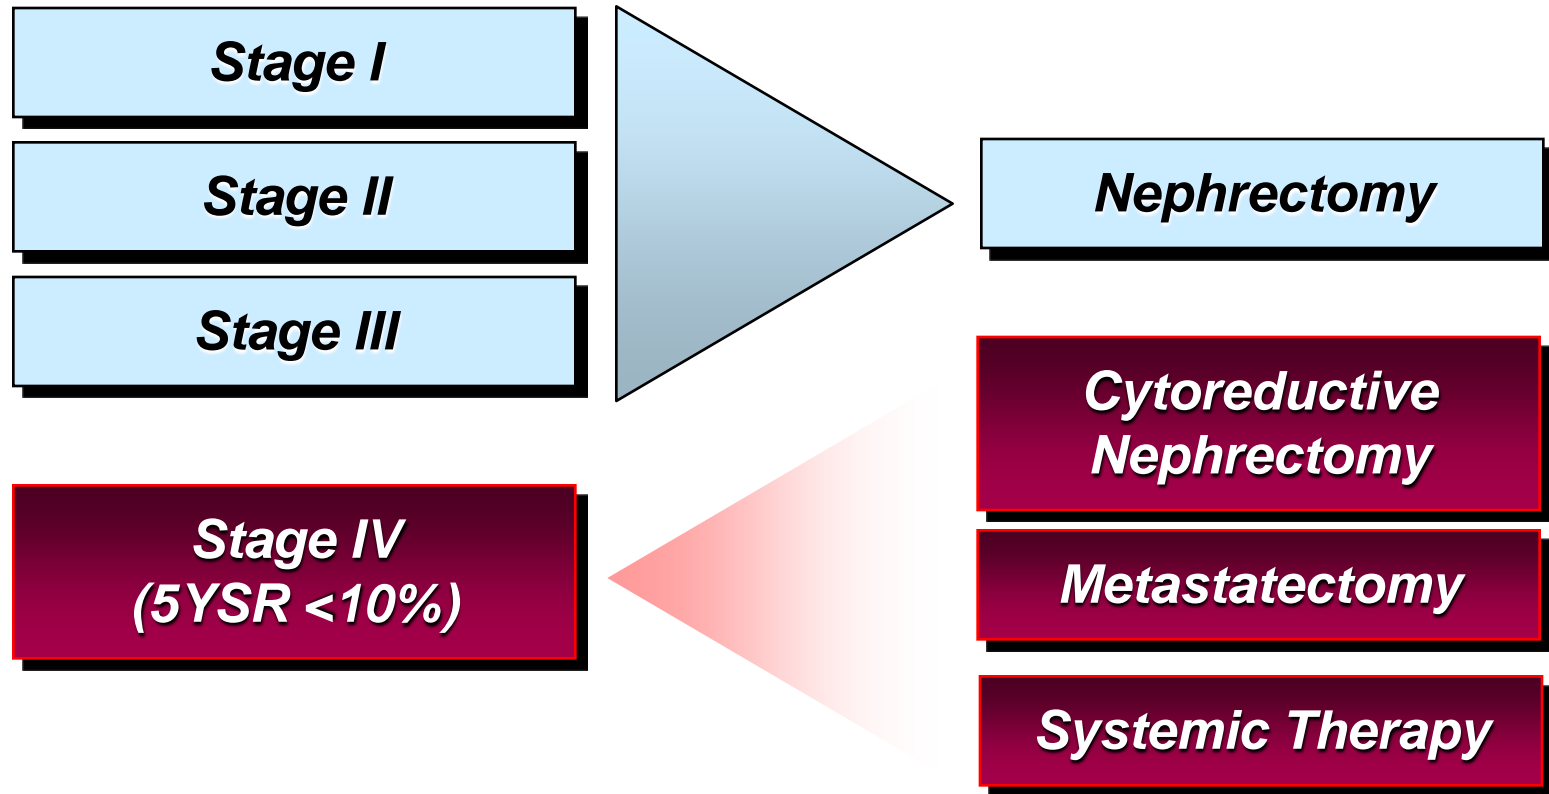 Stage I
Stage II
Stage III
Nephrectomy
Stage IV
(5YSR <10%)
Cytoreductive
Nephrectomy
Metastatectomy
Systemic Therapy